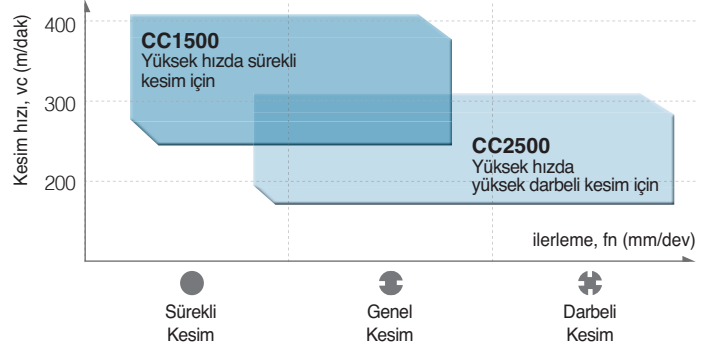 Kesim hızı, vc (m/dak)
400
300
200
CC1500
Yüksek hızda sürekli
kesim için
CC2500
Yüksek hızda
yüksek darbeli kesim için
ilerleme, fn (mm/dev)
Sürekli
Kesim
Genel
Kesim
Darbeli
Kesim